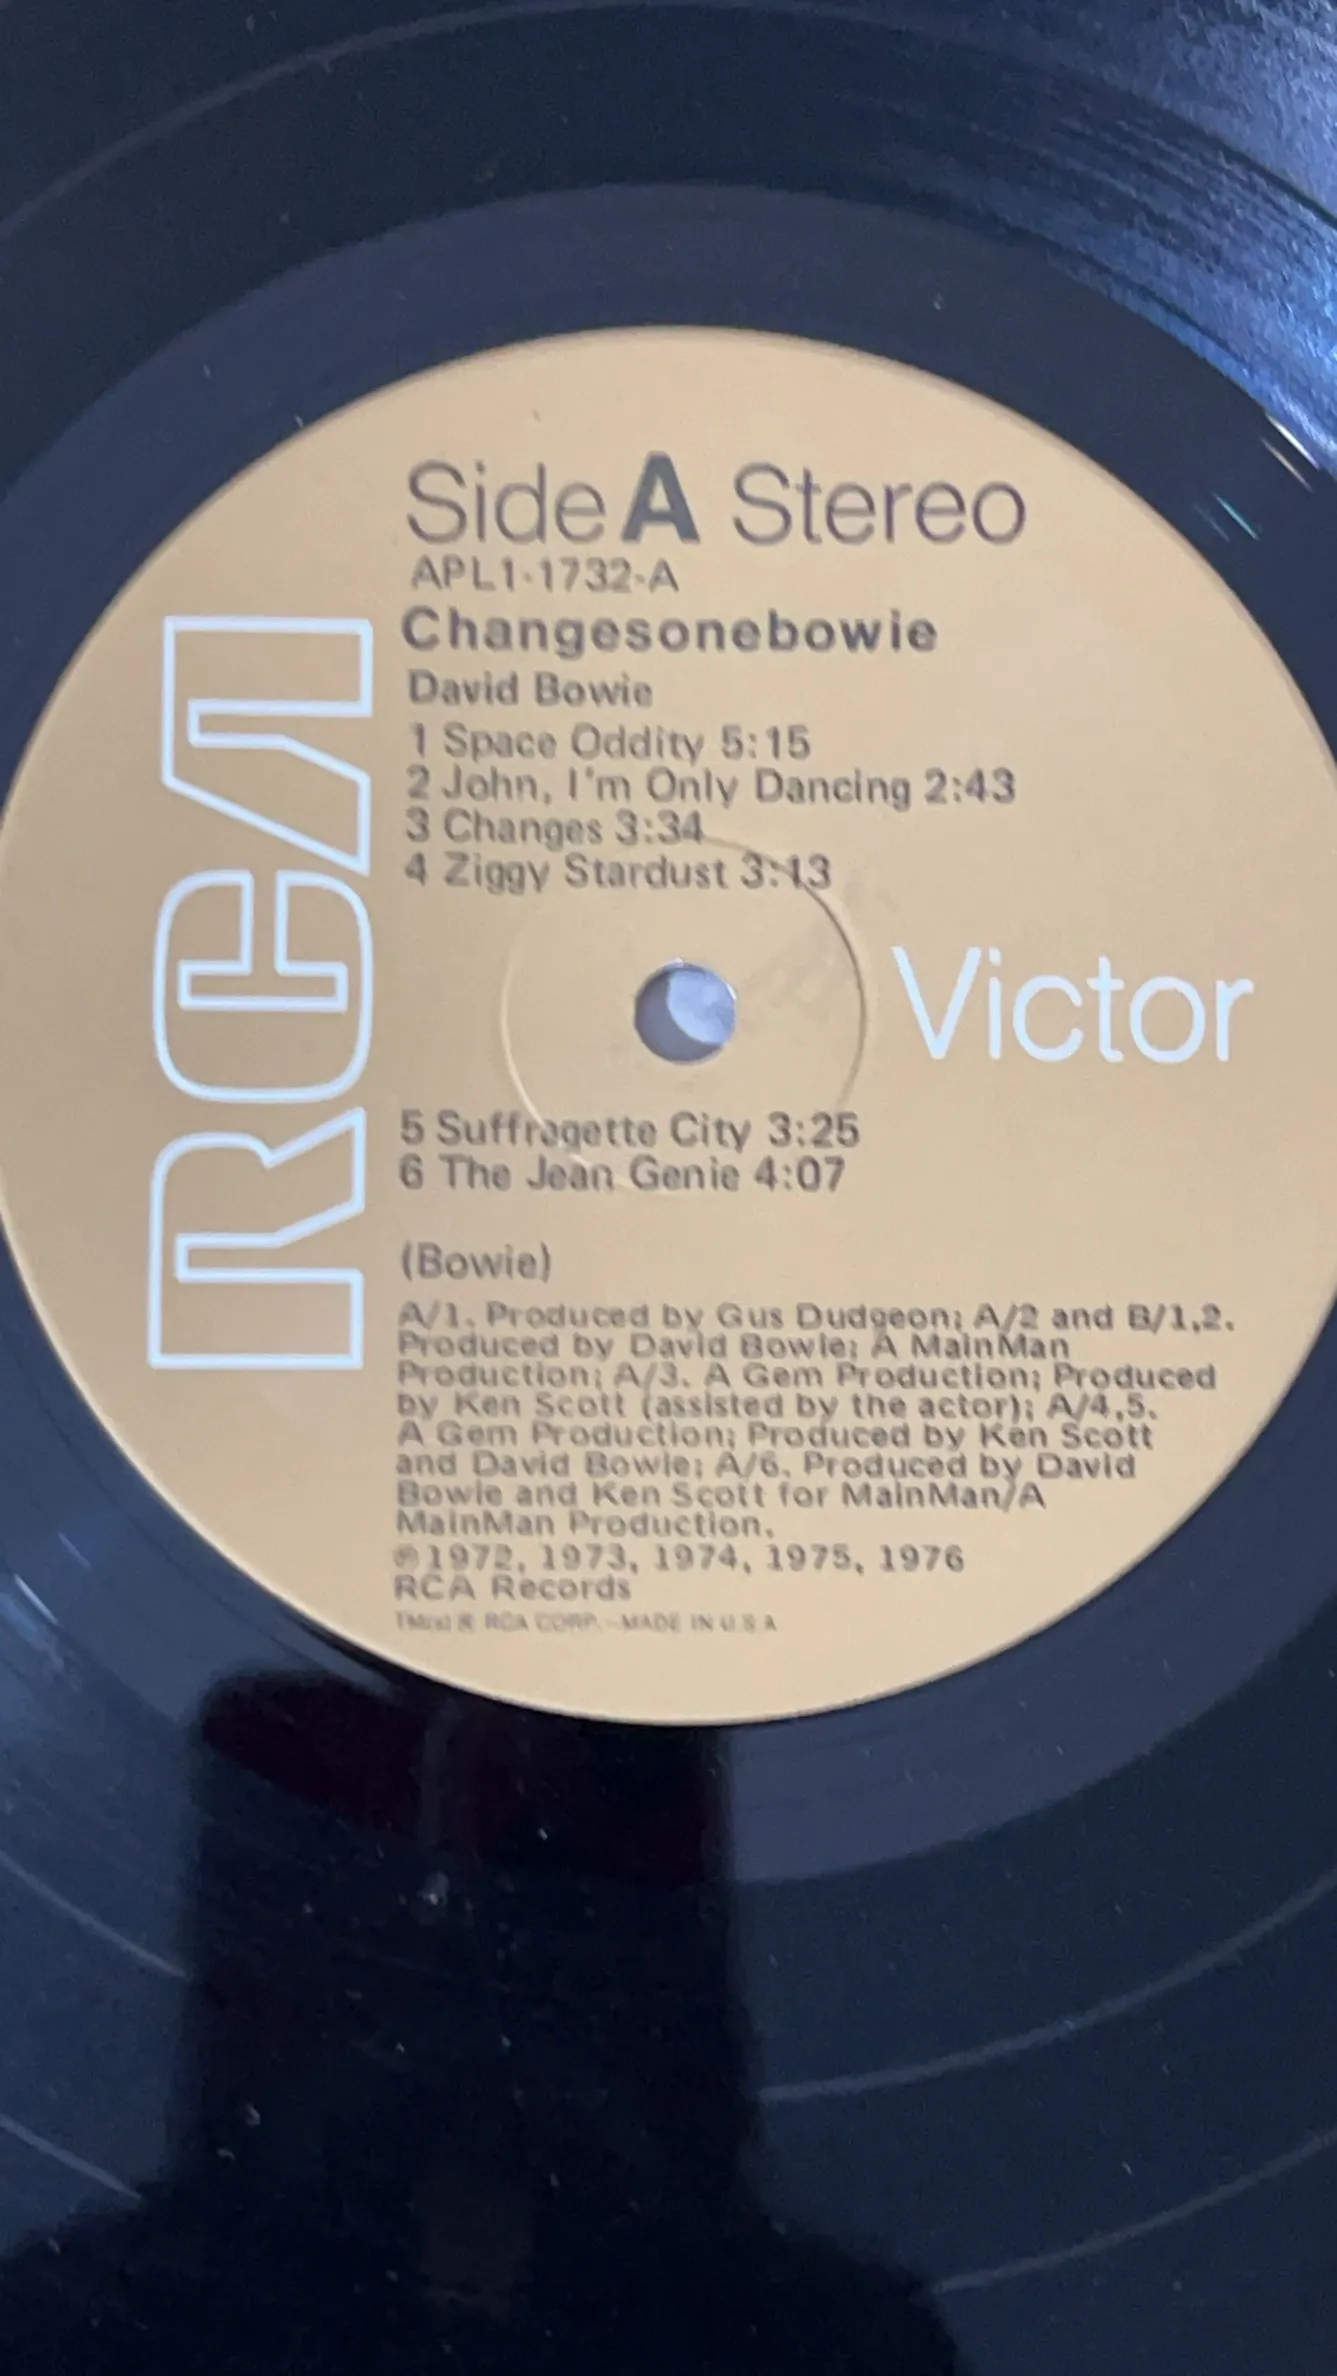 Side A Stereo
APL1-1732-A
Changesonebowie
David Bowie
1 Space Oddity 5:15
2 John, I'm Only Dancing 2:43
3 Changes 3:34
4 Ziggy Stardust 3:13
RCA
Victor
5 Suffragette City 3:25
6 The Jean Genie 4:07
(Bowie)
A/1. Produced by Gus Dudgeon; A/2 and B/1,2.
Produced by David Bowie; A MainMan
Production; A/3. A Gem Production; Produced
by Ken Scott (assisted by the actor); A/4,5.
A Gem Production; Produced by Ken Scott
and David Bowie; A/6. Produced by David
Bowie and Ken Scott for MainMan/A
MainMan Production.
℗ 1972, 1973, 1974, 1975, 1976
RCA Records
TM(s) ® RCA CORP.–MADE IN U.S.A